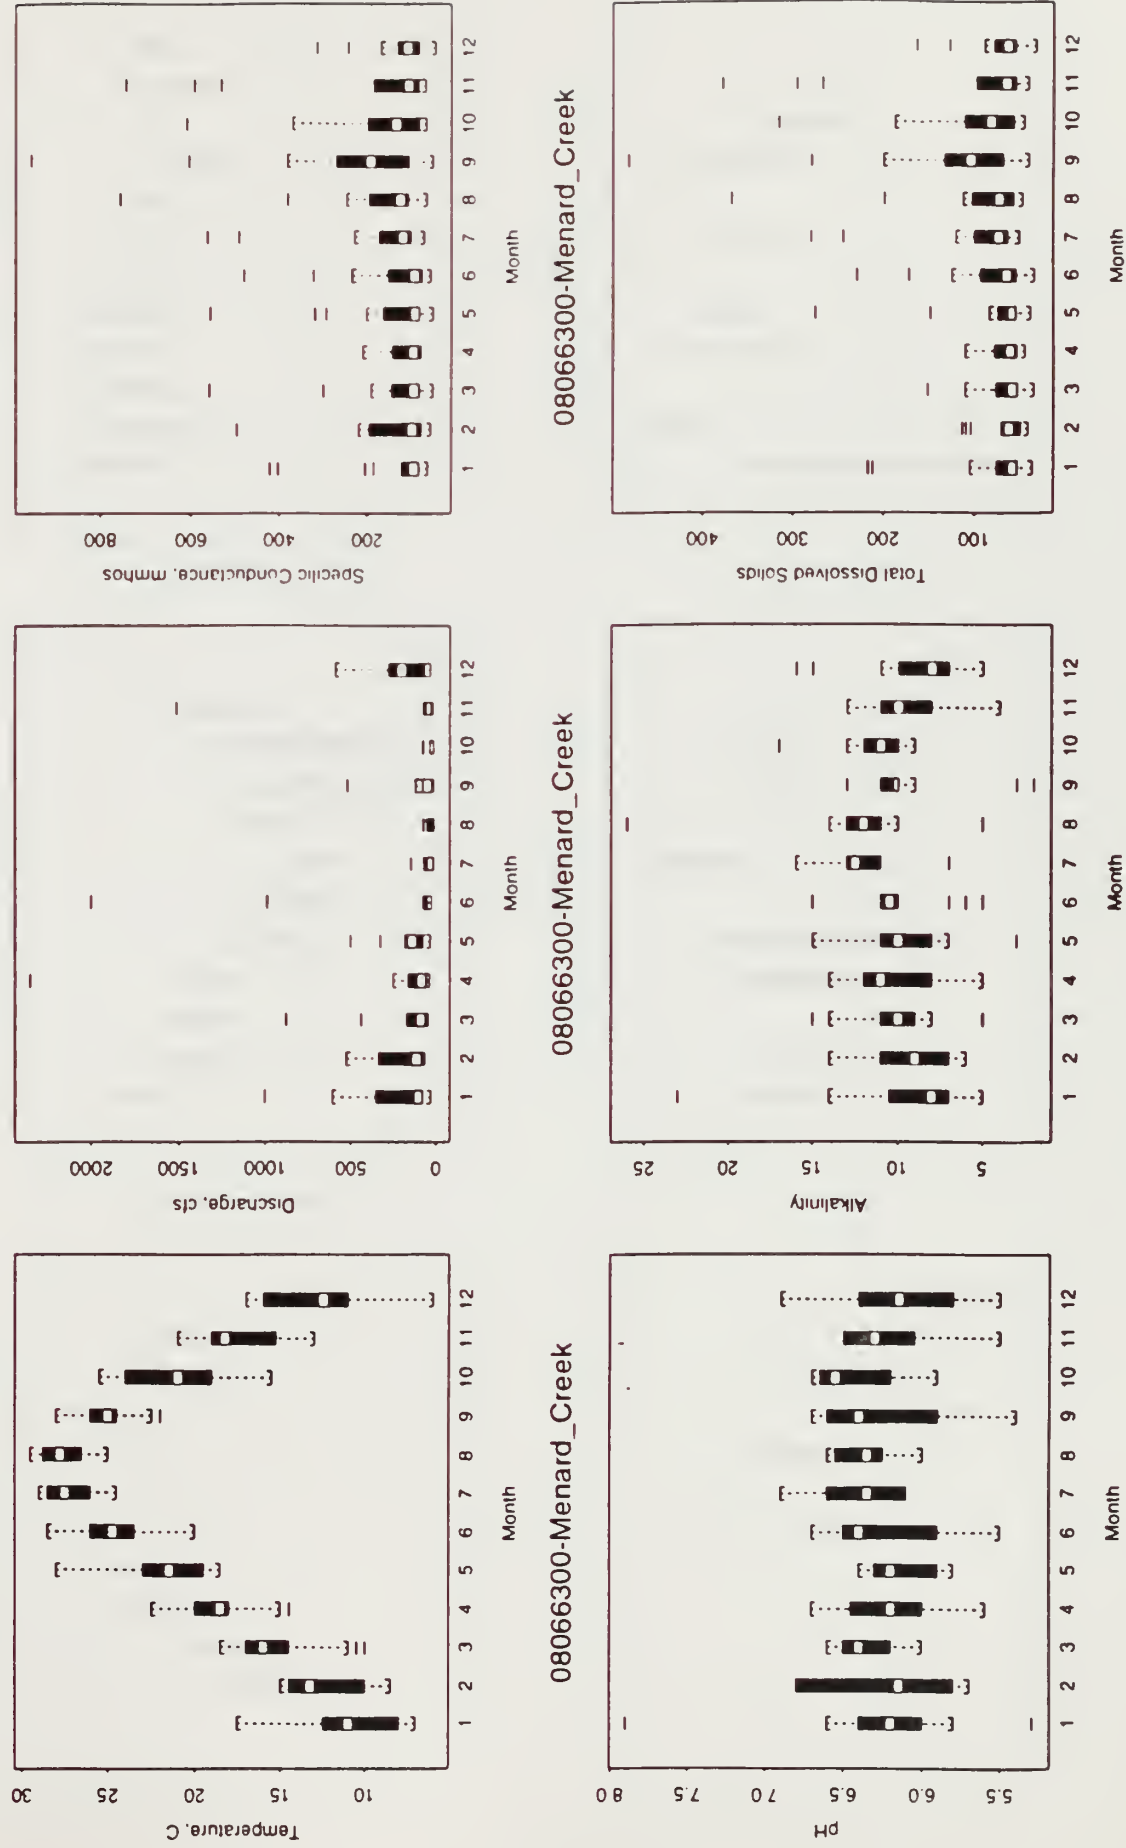 30 25 20 15 10
Temperature, C
1 2 3 4 5 6 7 8 9 10 11 12
Month
08066300-Menard_Creek
2000 1500 1000 500 0
Discharge, cfs
1 2 3 4 5 6 7 8 9 10 11 12
Month
08066300-Menard_Creek
800 600 400 200
Specific Conductance, mmhos
1 2 3 4 5 6 7 8 9 10 11 12
Month
08066300-Menard_Creek
8 0 7.5 7 0 6.5 6.0 5.5
pH
1 2 3 4 5 6 7 8 9 10 11 12
Month
25 20 15 10 5
Alkalinity
1 2 3 4 5 6 7 8 9 10 11 12
Month
400 300 200 100
Total Dissolved Solids
1 2 3 4 5 6 7 8 9 10 11 12
Month